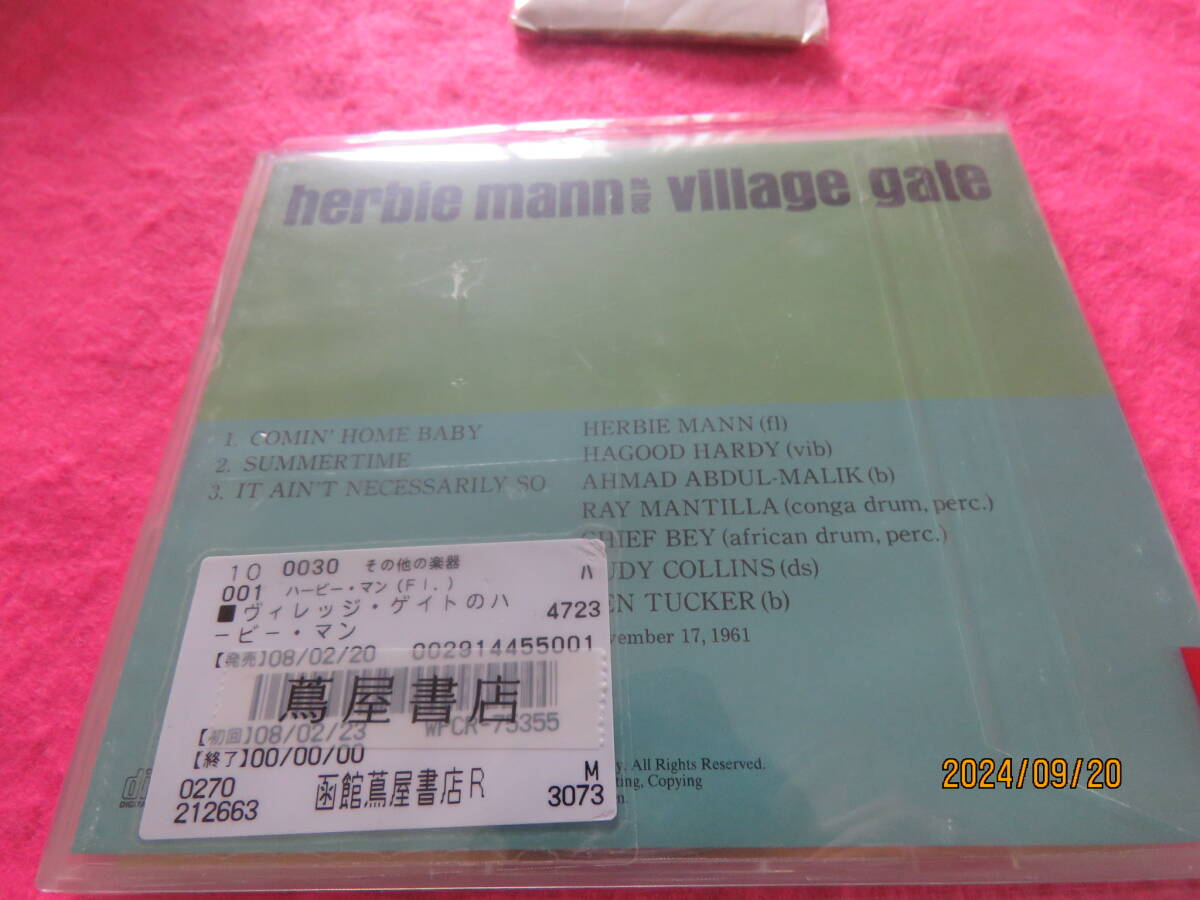 herbie mann at the village gate
1. COMIN' HOME BABY
2. SUMMERTIME
3. IT AIN'T NECESSARILY SO
HERBIE MANN (fl)
HAGOOD HARDY (vib)
AHMAD ABDUL-MALIK (b)
RAY MANTILLA (conga drum, perc.)
CHIEF BEY (african drum, perc.)
UDY COLLINS (ds)
EN TUCKER (b)
vember 17, 1961
10 0030 その他の楽器 ハ
001 ハービー・マン(Fl.)
■ヴィレッジ・ゲイトのハ 4723
ービー・マン
【発売】08/02/20 002914455001
蔦屋書店
【初回】08/02/23 WPCR-75355
【終了】00/00/00
0270 函館蔦屋書店R M
212663 3073
y. All Rights Reserved.
ting, Copying
n.
2024/09/20